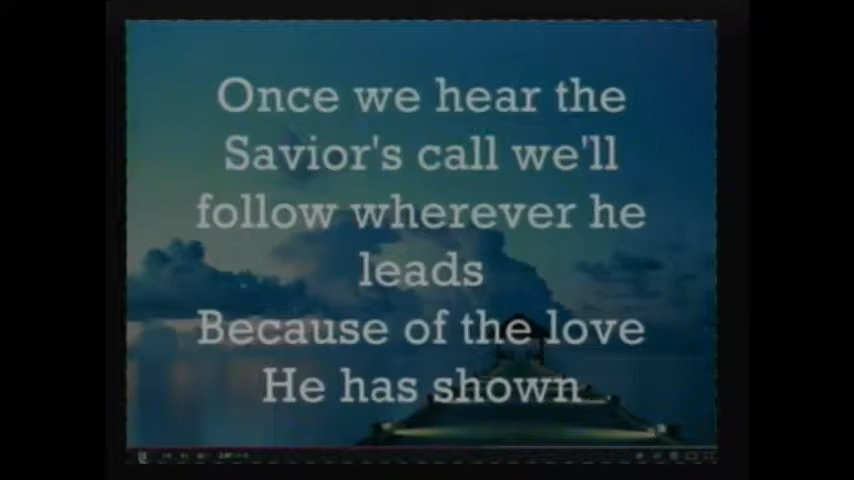 Once we hear the
Savior's call we'll
follow wherever he
leads
Because of the love
He has shown